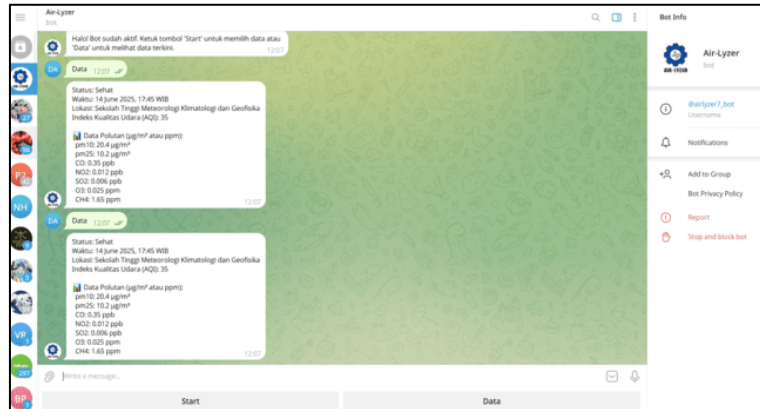 Air-Lyzer
bot
Bot Info
Halo! Bot sudah aktif. Ketuk tombol 'Start' untuk memilih data atau
'Data' untuk melihat data terkini.
12:07
Air-Lyzer
bot
AIR-LYZER
DA
Data 12:07
Status: Sehat
Waktu: 14 June 2025, 17:45 WIB
Lokasi: Sekolah Tinggi Meteorologi Klimatologi dan Geofisika
Indeks Kualitas Udara (AQI): 35
Data Polutan (µg/m³ atau ppm):
pm10: 20.4 µg/m³
pm25: 10.2 µg/m³
CO: 0.35 ppb
NO2: 0.012 ppb
SO2: 0.006 ppb
O3: 0.025 ppm
CH4: 1.65 ppm
12:07
DA
Data 12:07
Status: Sehat
Waktu: 14 June 2025, 17:45 WIB
Lokasi: Sekolah Tinggi Meteorologi Klimatologi dan Geofisika
Indeks Kualitas Udara (AQI): 35
Data Polutan (µg/m³ atau ppm):
pm10: 20.4 µg/m³
pm25: 10.2 µg/m³
CO: 0.35 ppb
NO2: 0.012 ppb
SO2: 0.006 ppb
O3: 0.025 ppm
CH4: 1.65 ppm
12:07
@airlyzer7_bot
Username
Notifications
Add to Group
Bot Privacy Policy
Report
Stop and block bot
27
56
P2
NH
VP
297
BP
Write a message...
Start
Data